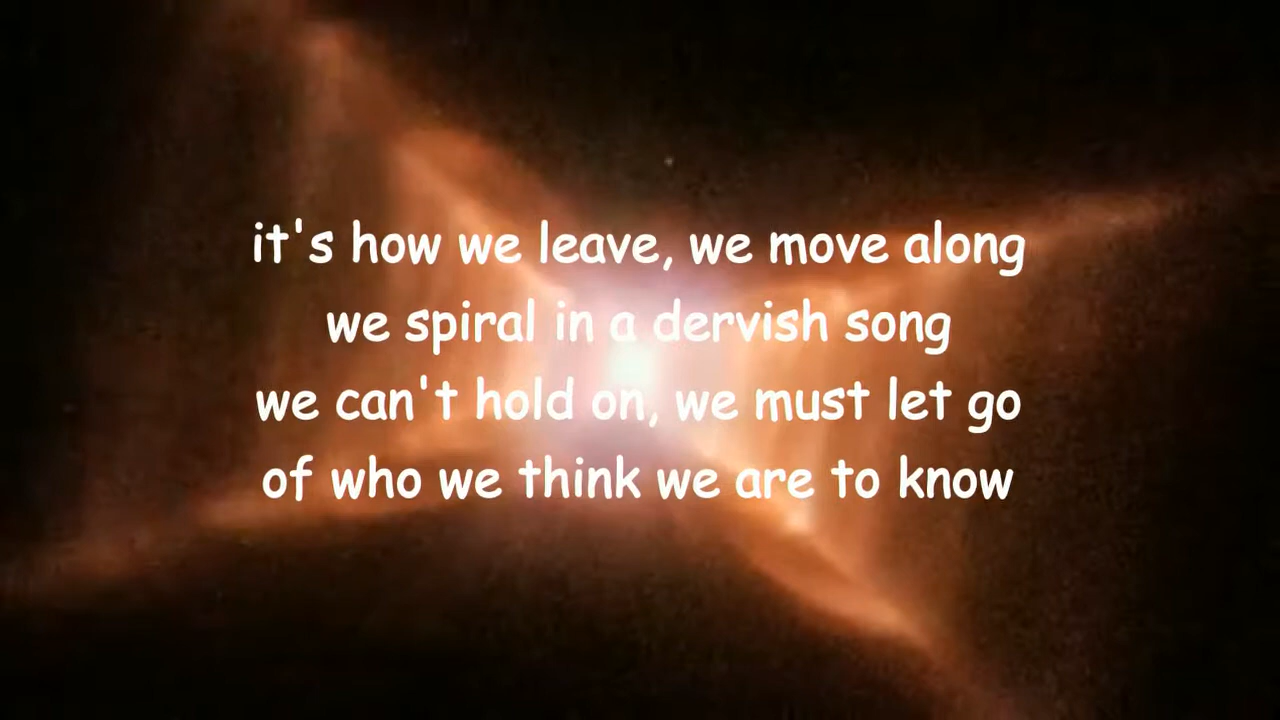 it's how we leave, we move along
we spiral in a dervish song
we can't hold on, we must let go
of who we think we are to know